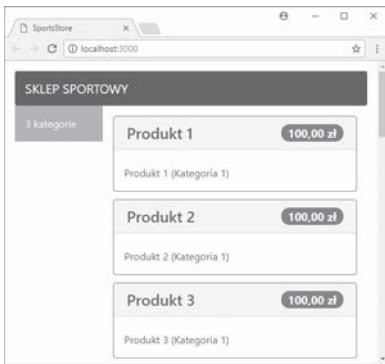 SportsStore
localhost:3000
SKLEP SPORTOWY
3 kategorie
Produkt 1
100,00 zł
Produkt 1 (Kategoria 1)
Produkt 2
100,00 zł
Produkt 2 (Kategoria 1)
Produkt 3
100,00 zł
Produkt 3 (Kategoria 1)